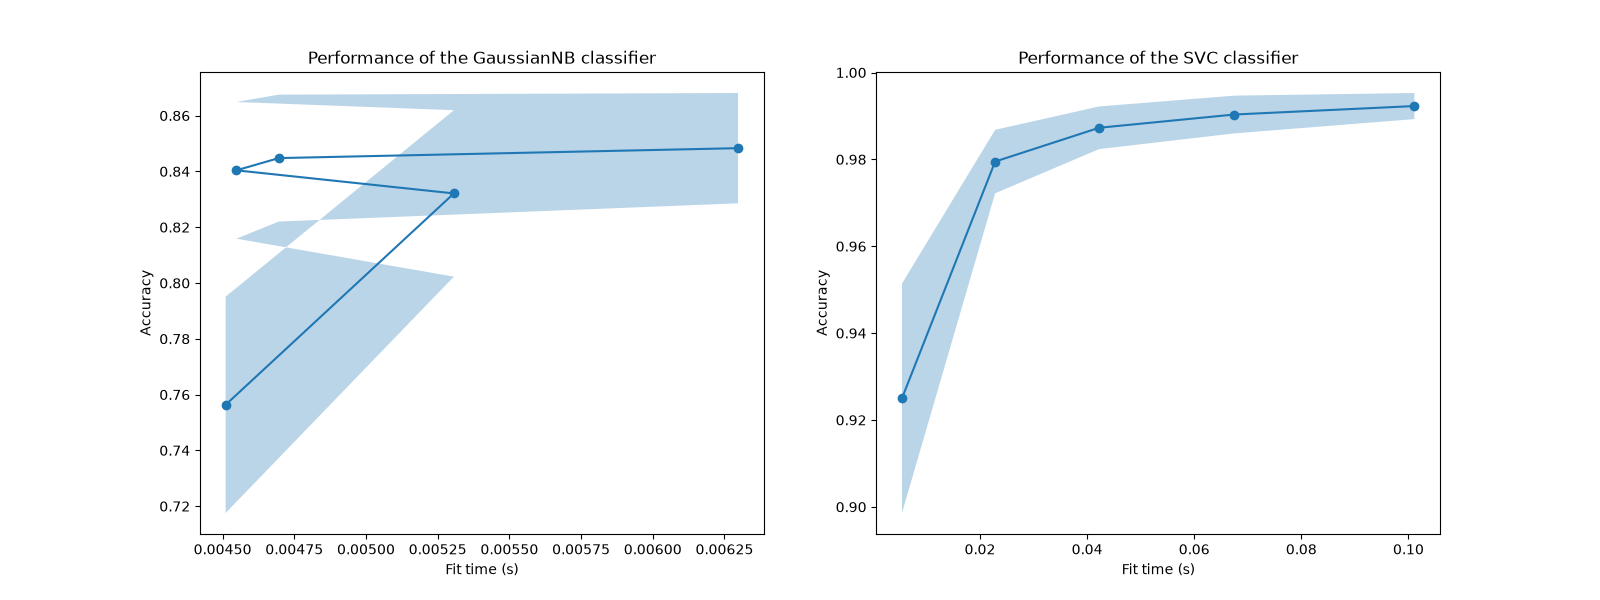 Performance of the GaussianNB classifier
Accuracy
0.86
0.84
0.82
0.80
0.78
0.76
0.74
0.72
0.00450 0.00475 0.00500 0.00525 0.00550 0.00575 0.00600 0.00625
Fit time (s)
Performance of the SVC classifier
Accuracy
1.00
0.98
0.96
0.94
0.92
0.90
0.02 0.04 0.06 0.08 0.10
Fit time (s)